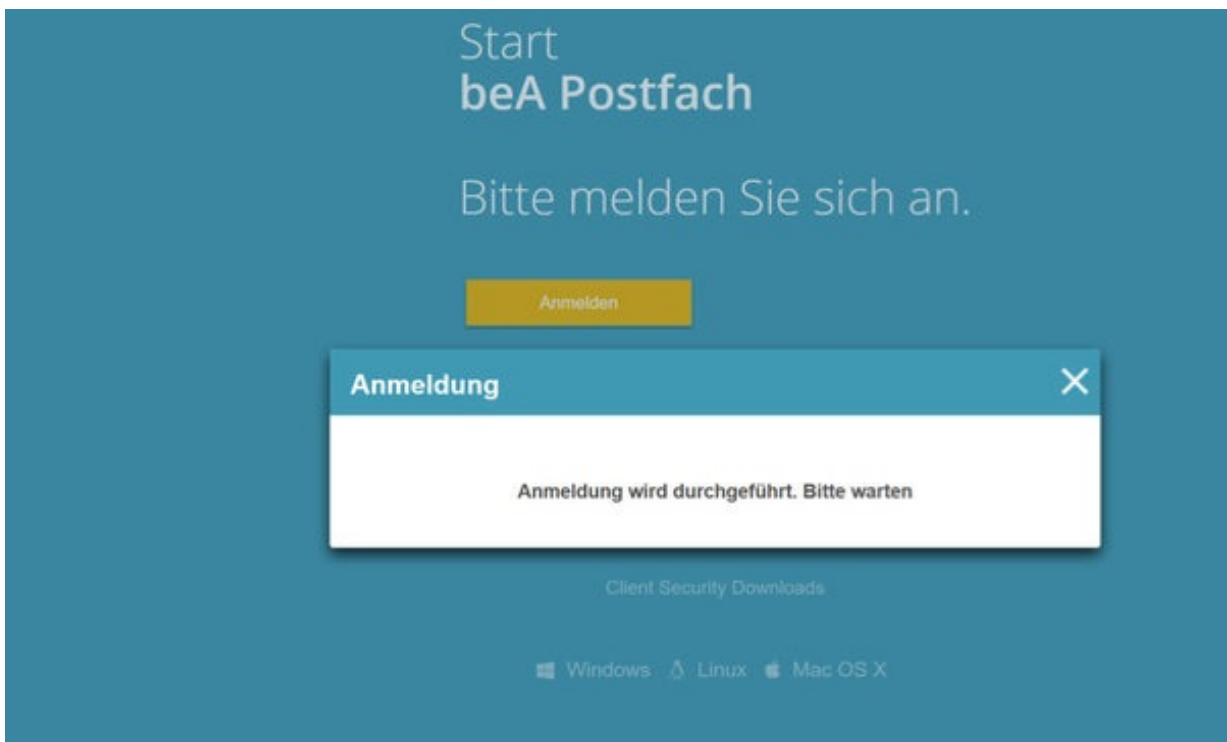 Start
beA Postfach
Bitte melden Sie sich an.
Anmelden
Anmeldung
Anmeldung wird durchgeführt. Bitte warten
Client Security Downloads
Windows Linux Mac OS X